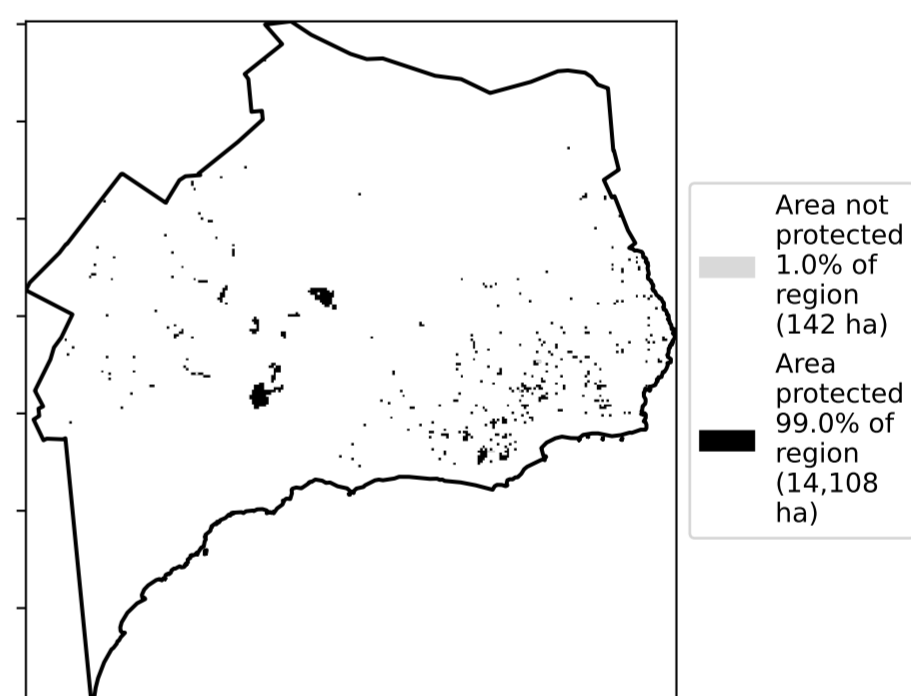 Area not
protected
1.0% of
region
(142 ha)
Area
protected
99.0% of
region
(14,108
ha)